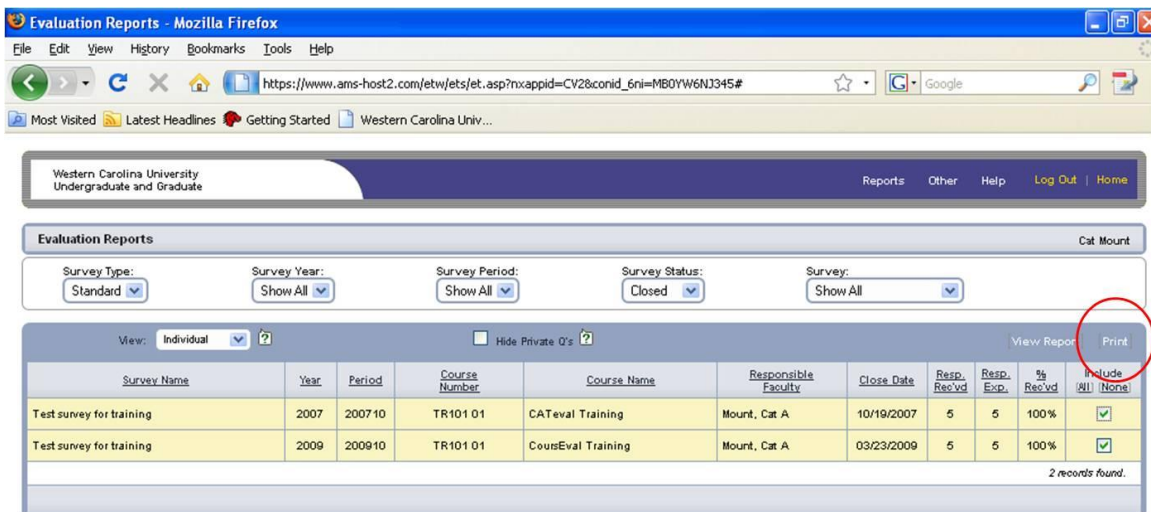 Evaluation Reports - Mozilla Firefox
File Edit View History Bookmarks Tools Help
https://www.ams-host2.com/etw/ets/et.asp?nxappid=CV28&conid_6ni=MB0YW6NJ345# G Google
Most Visited Latest Headlines Getting Started Western Carolina Univ...
Western Carolina University
Undergraduate and Graduate
Reports Other Help Log Out | Home
Evaluation Reports Cat Mount
Survey Type: Survey Year: Survey Period: Survey Status: Survey:
Standard Show All Show All Closed Show All
View: Individual ? Hide Private Q's ? [View Report] [Print]
Survey Name Year Period Course Number Course Name Responsible Faculty Close Date Resp. Rec'vd Resp. Exp. % Rec'vd Include [All] [None]
Test survey for training 2007 200710 TR101 01 CATeval Training Mount, Cat A 10/19/2007 5 5 100%
Test survey for training 2009 200910 TR101 01 CoursEval Training Mount, Cat A 03/23/2009 5 5 100%
2 records found.